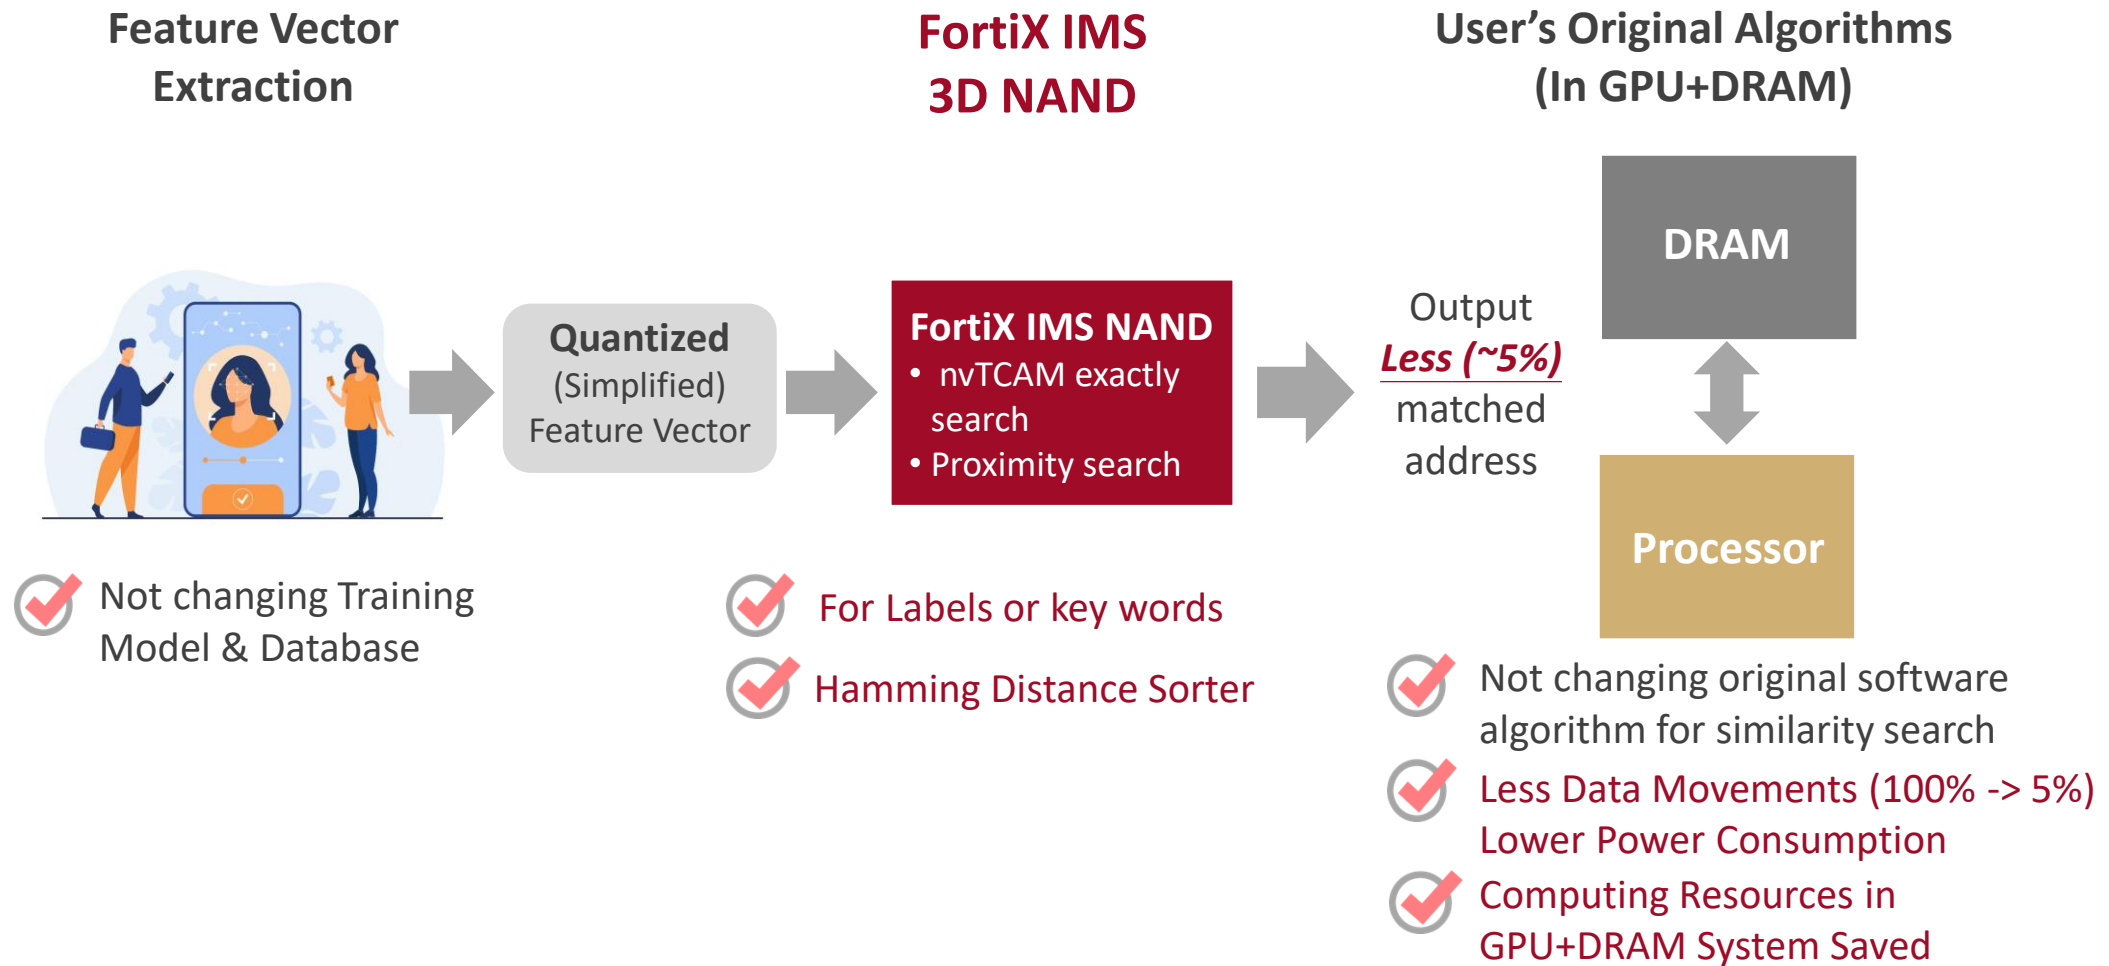 Feature Vector
Extraction
FortiX IMS
3D NAND
User's Original Algorithms
(In GPU+DRAM)
Quantized
(Simplified)
Feature Vector
FortiX IMS NAND
• nvTCAM exactly
search
• Proximity search
Output
Less (~5%)
matched
address
DRAM
Processor
Not changing Training
Model & Database
For Labels or key words
Hamming Distance Sorter
Not changing original software
algorithm for similarity search
Less Data Movements (100% -> 5%)
Lower Power Consumption
Computing Resources in
GPU+DRAM System Saved